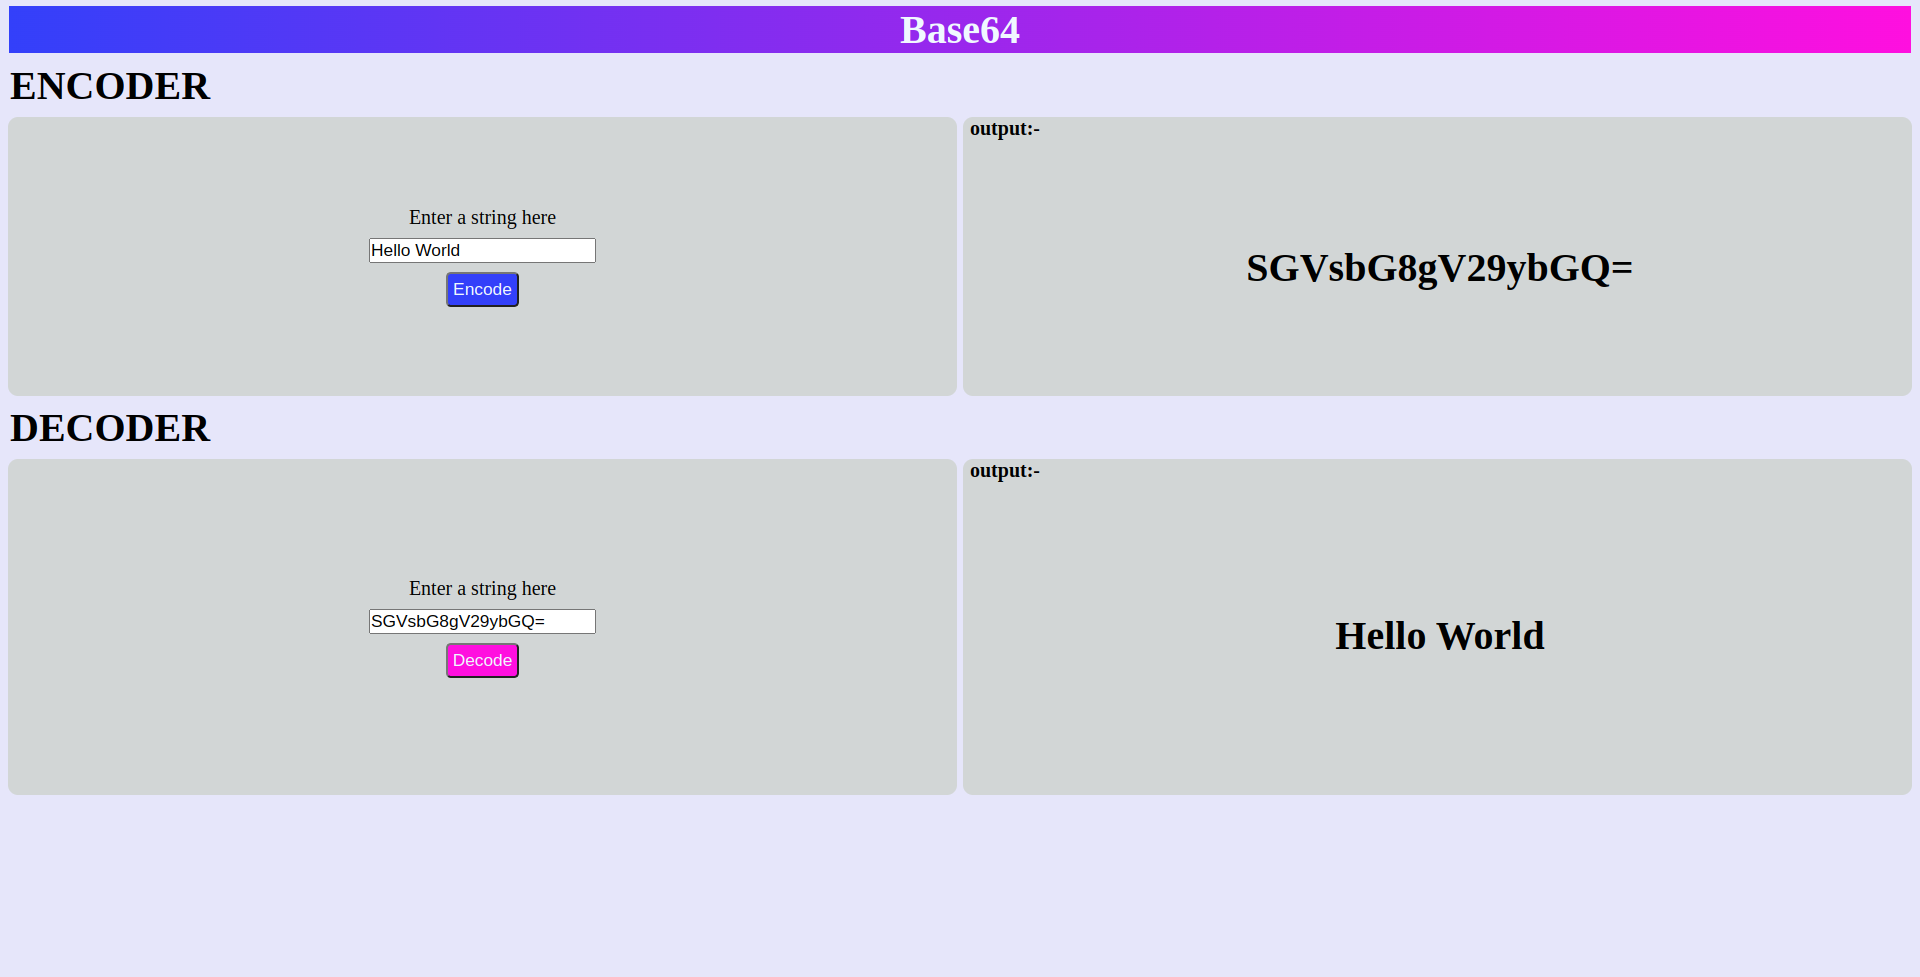 Base64
ENCODER
Enter a string here
Hello World
Encode
output:-
SGVsbG8gV29ybGQ=
DECODER
Enter a string here
SGVsbG8gV29ybGQ=
Decode
output:-
Hello World